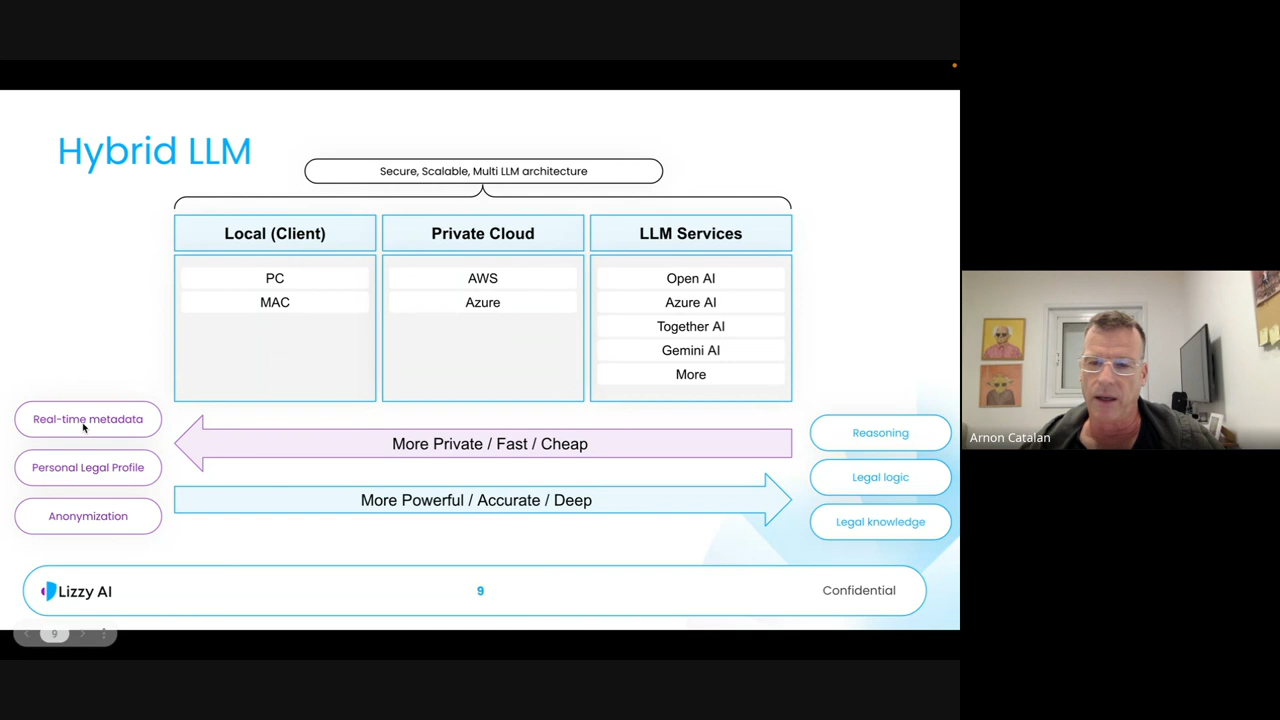 Hybrid LLM
Secure, Scalable, Multi LLM architecture
Local (Client)
Private Cloud
LLM Services
PC
MAC
AWS
Azure
Open AI
Azure AI
Together AI
Gemini AI
More
Real-time metadata
Personal Legal Profile
Anonymization
More Private / Fast / Cheap
More Powerful / Accurate / Deep
Reasoning
Legal logic
Legal knowledge
Lizzy AI
9
Confidential
9
Arnon Catalan